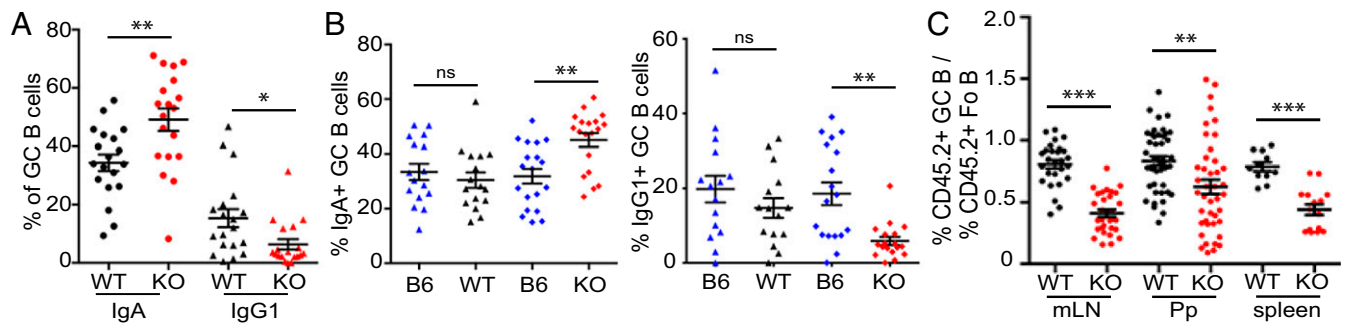 A
% of GC B cells
80
60
40
20
0
**
*
WT KO WT KO
IgA IgG1
B
% IgA+ GC B cells
80
60
40
20
0
ns
**
B6 WT B6 KO
% IgG1+ GC B cells
60
40
20
0
ns
**
B6 WT B6 KO
C
% CD45.2+ GC B /
% CD45.2+ Fo B
2.0
1.5
1.0
0.5
0
***
**
***
WT KO WT KO WT KO
mLN Pp spleen